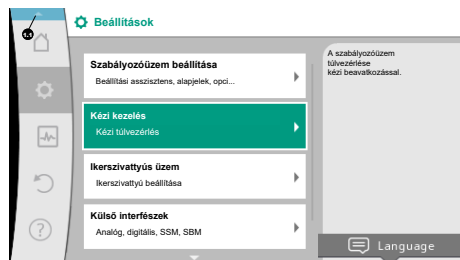 1.1
Beállítások
Szabályozóüzem beállítása
Beállítási asszisztens, alapjelek, opci...
Kézi kezelés
Kézi túlvezérlés
Ikerszivattyús üzem
Ikerszivattyú beállítása
Külső interfészek
Analóg, digitális, SSM, SBM
A szabályozóüzem
túlvezérlése
kézi beavatkozással.
Language